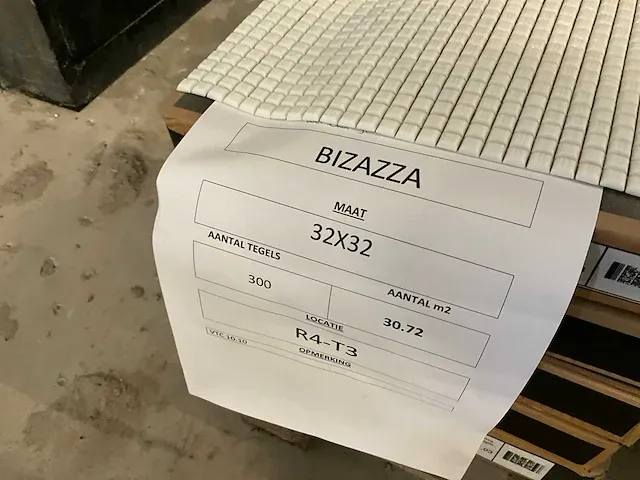 BIZAZZA
MAAT
32X32
AANTAL TEGELS
AANTAL m2
300
30.72
LOCATIE
R4-T3
VTC 10.10
OPMERKING